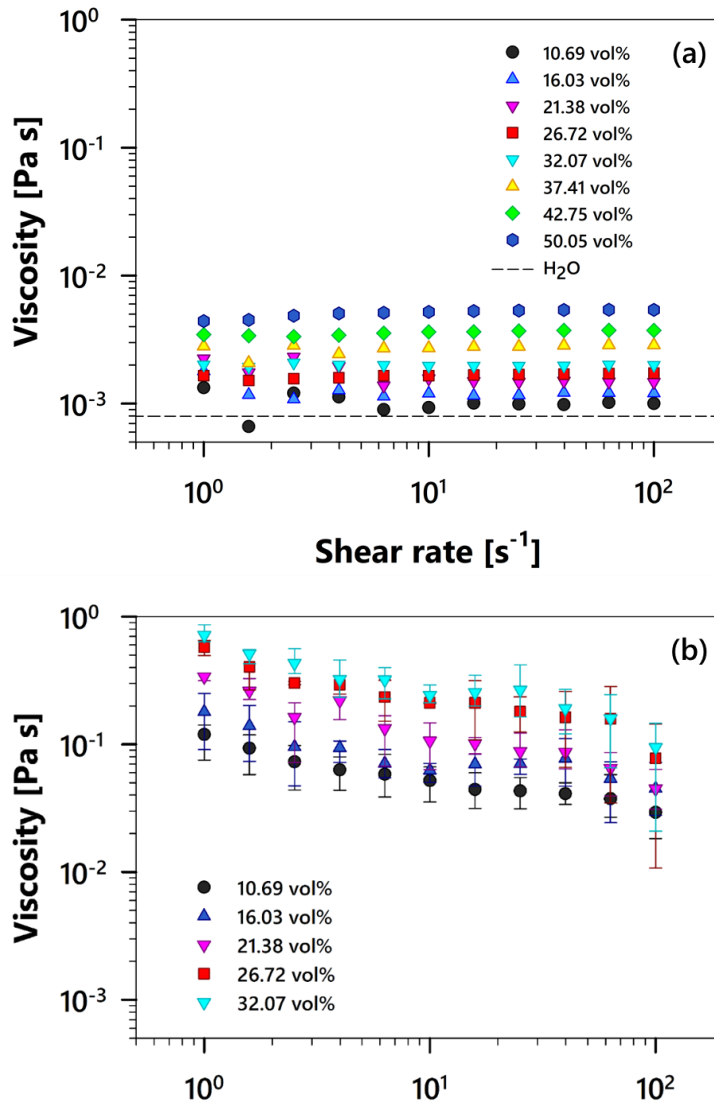 10⁰
(a)
10.69 vol%
16.03 vol%
21.38 vol%
10⁻¹
26.72 vol%
32.07 vol%
37.41 vol%
42.75 vol%
50.05 vol%
H₂O
10⁻²
10⁻³
Viscosity [Pa s]
10⁰
10¹
10²
Shear rate [s⁻¹]
10⁰
(b)
10⁻¹
10⁻²
10⁻³
Viscosity [Pa s]
10.69 vol%
16.03 vol%
21.38 vol%
26.72 vol%
32.07 vol%
10⁰
10¹
10²